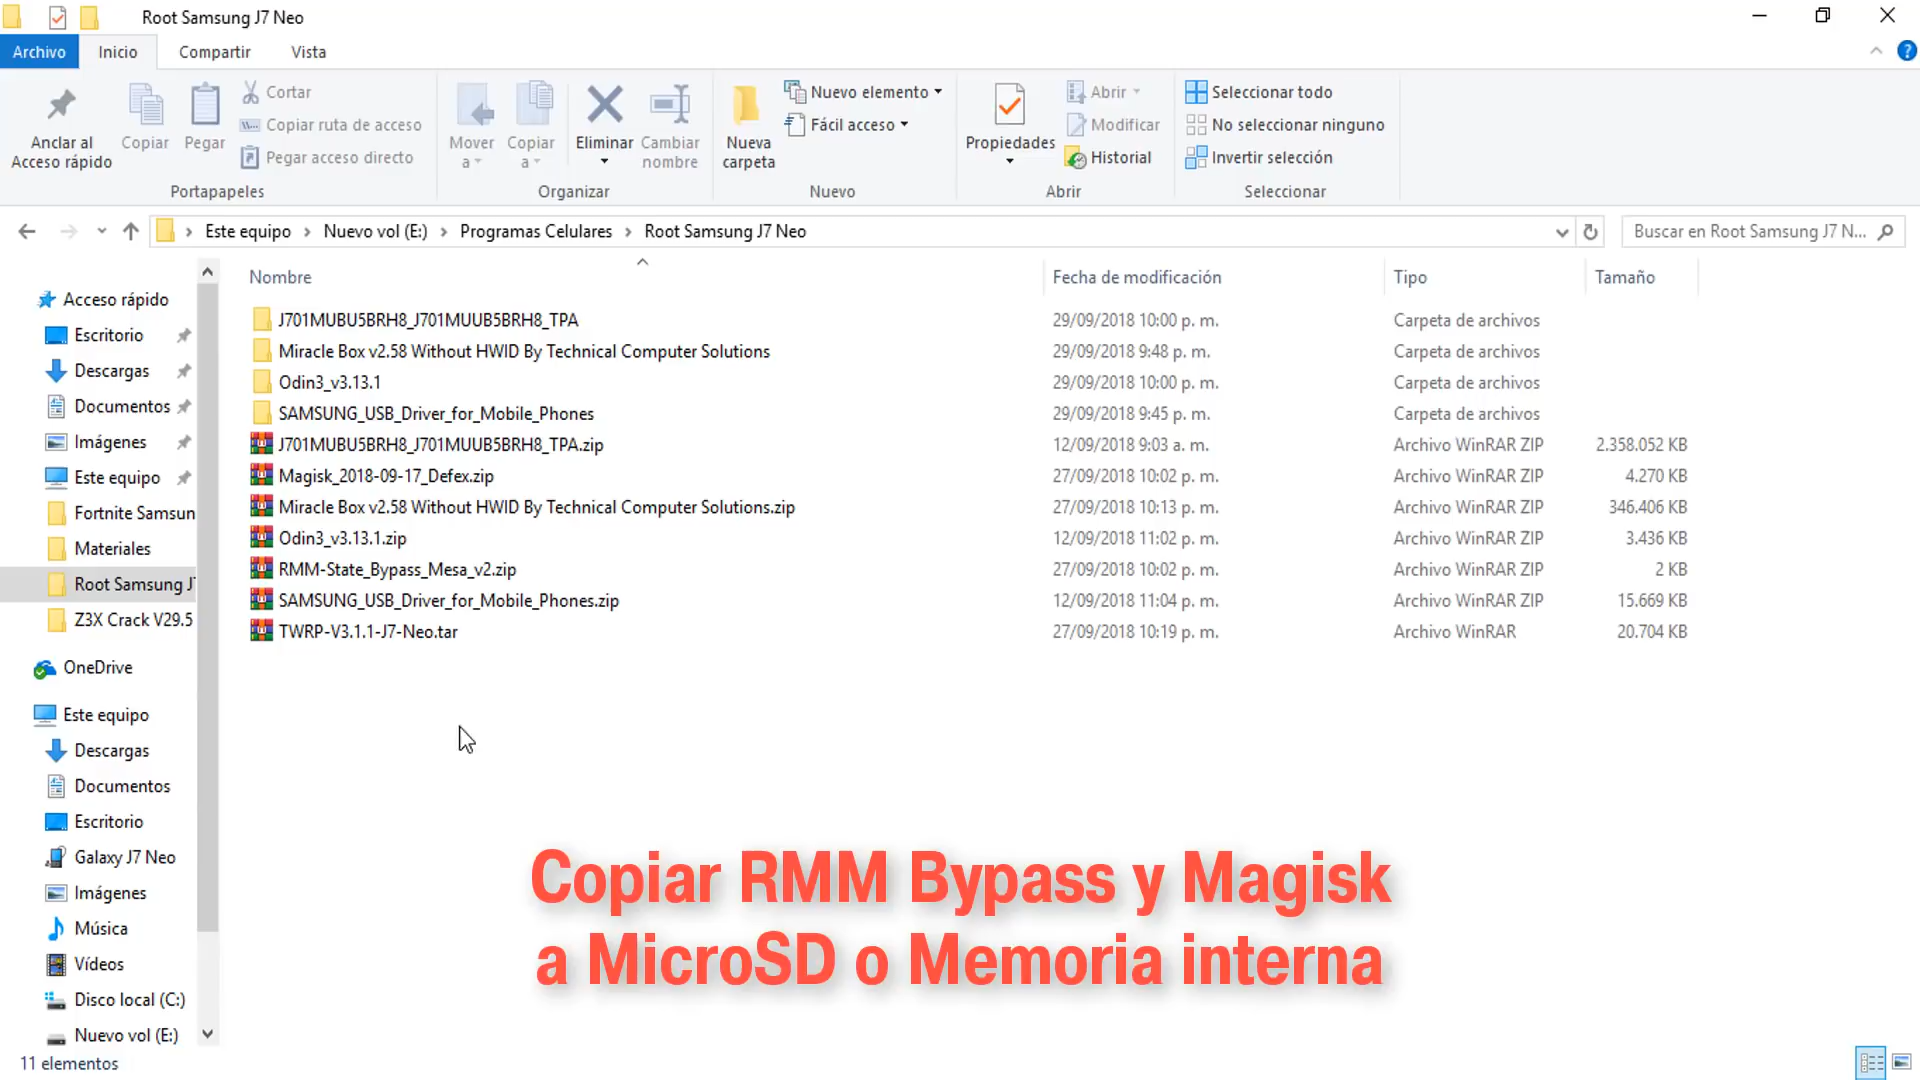 Root Samsung J7 Neo
Archivo Inicio Compartir Vista
Anclar al Acceso rápido
Copiar
Pegar
Cortar
Copiar ruta de acceso
Pegar acceso directo
Portapapeles
Mover a
Copiar a
Eliminar
Cambiar nombre
Organizar
Nueva carpeta
Nuevo elemento
Fácil acceso
Nuevo
Propiedades
Abrir
Modificar
Historial
Abrir
Seleccionar todo
No seleccionar ninguno
Invertir selección
Seleccionar
Este equipo › Nuevo vol (E:) › Programas Celulares › Root Samsung J7 Neo
Buscar en Root Samsung J7 N...
Acceso rápido
Escritorio
Descargas
Documentos
Imágenes
Este equipo
Fortnite Samsun
Materiales
Root Samsung J7
Z3X Crack V29.5
OneDrive
Este equipo
Descargas
Documentos
Escritorio
Galaxy J7 Neo
Imágenes
Música
Vídeos
Disco local (C:)
Nuevo vol (E:)
Nombre Fecha de modificación Tipo Tamaño
J701MUBU5BRH8_J701MUUB5BRH8_TPA 29/09/2018 10:00 p. m. Carpeta de archivos
Miracle Box v2.58 Without HWID By Technical Computer Solutions 29/09/2018 9:48 p. m. Carpeta de archivos
Odin3_v3.13.1 29/09/2018 10:00 p. m. Carpeta de archivos
SAMSUNG_USB_Driver_for_Mobile_Phones 29/09/2018 9:45 p. m. Carpeta de archivos
J701MUBU5BRH8_J701MUUB5BRH8_TPA.zip 12/09/2018 9:03 a. m. Archivo WinRAR ZIP 2.358.052 KB
Magisk_2018-09-17_Defex.zip 27/09/2018 10:02 p. m. Archivo WinRAR ZIP 4.270 KB
Miracle Box v2.58 Without HWID By Technical Computer Solutions.zip 27/09/2018 10:13 p. m. Archivo WinRAR ZIP 346.406 KB
Odin3_v3.13.1.zip 12/09/2018 11:02 p. m. Archivo WinRAR ZIP 3.436 KB
RMM-State_Bypass_Mesa_v2.zip 27/09/2018 10:02 p. m. Archivo WinRAR ZIP 2 KB
SAMSUNG_USB_Driver_for_Mobile_Phones.zip 12/09/2018 11:04 p. m. Archivo WinRAR ZIP 15.669 KB
TWRP-V3.1.1-J7-Neo.tar 27/09/2018 10:19 p. m. Archivo WinRAR 20.704 KB
Copiar RMM Bypass y Magisk
a MicroSD o Memoria interna
11 elementos